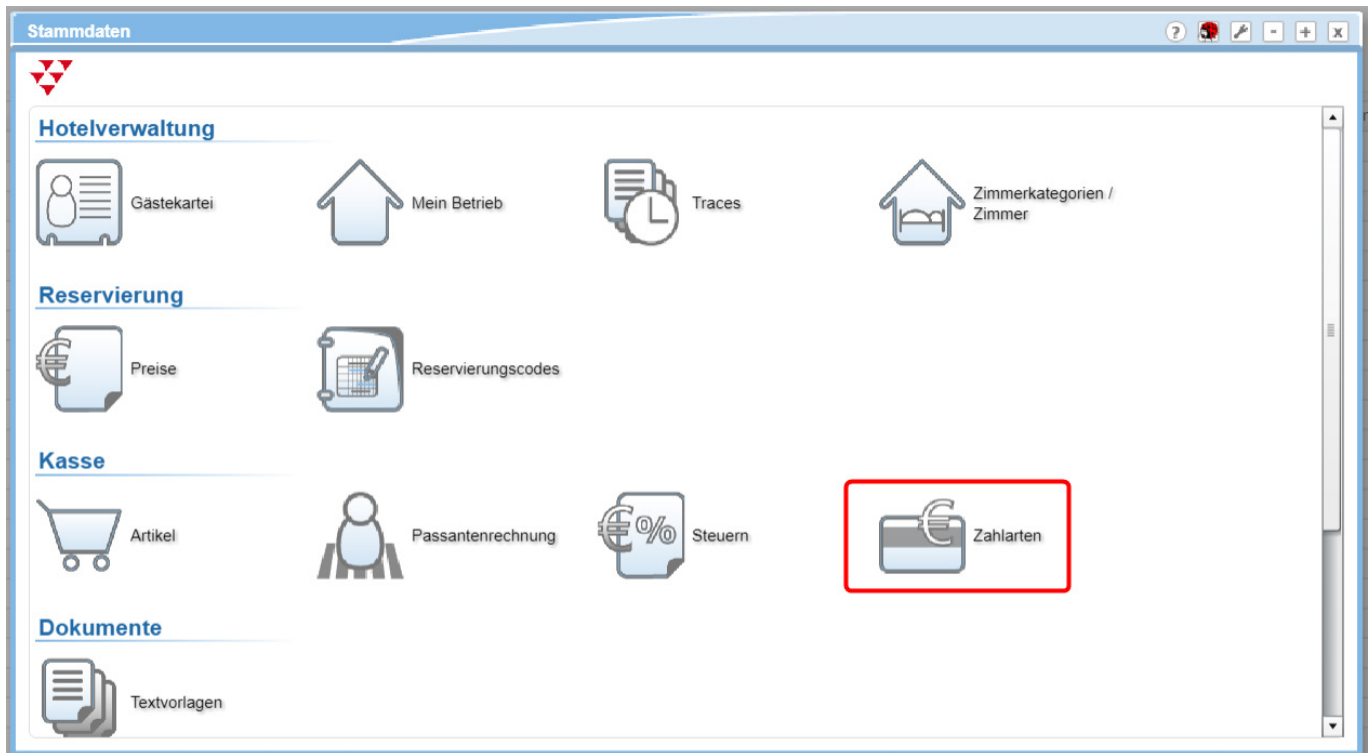 Stammdaten
Hotelverwaltung
Gästekartei
Mein Betrieb
Traces
Zimmerkategorien /
Zimmer
Reservierung
Preise
Reservierungscodes
Kasse
Artikel
Passantenrechnung
Steuern
Zahlarten
Dokumente
Textvorlagen